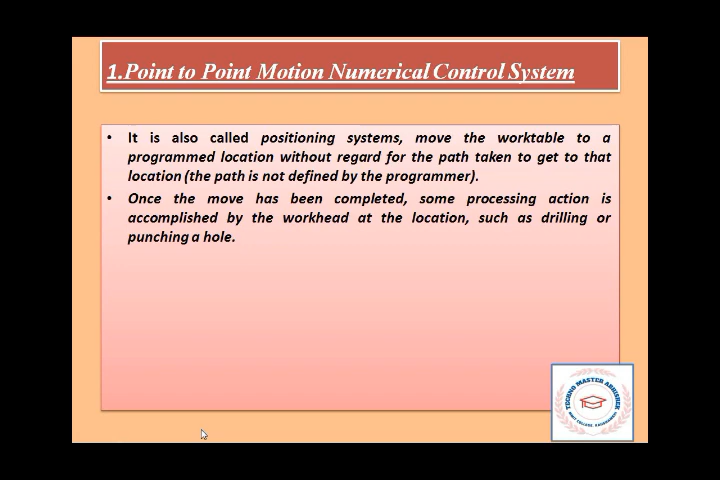 1.Point to Point Motion Numerical Control System
• It is also called positioning systems, move the worktable to a
programmed location without regard for the path taken to get to that
location (the path is not defined by the programmer).
• Once the move has been completed, some processing action is
accomplished by the workhead at the location, such as drilling or
punching a hole.
TECHNO MASTER ABHISHEK